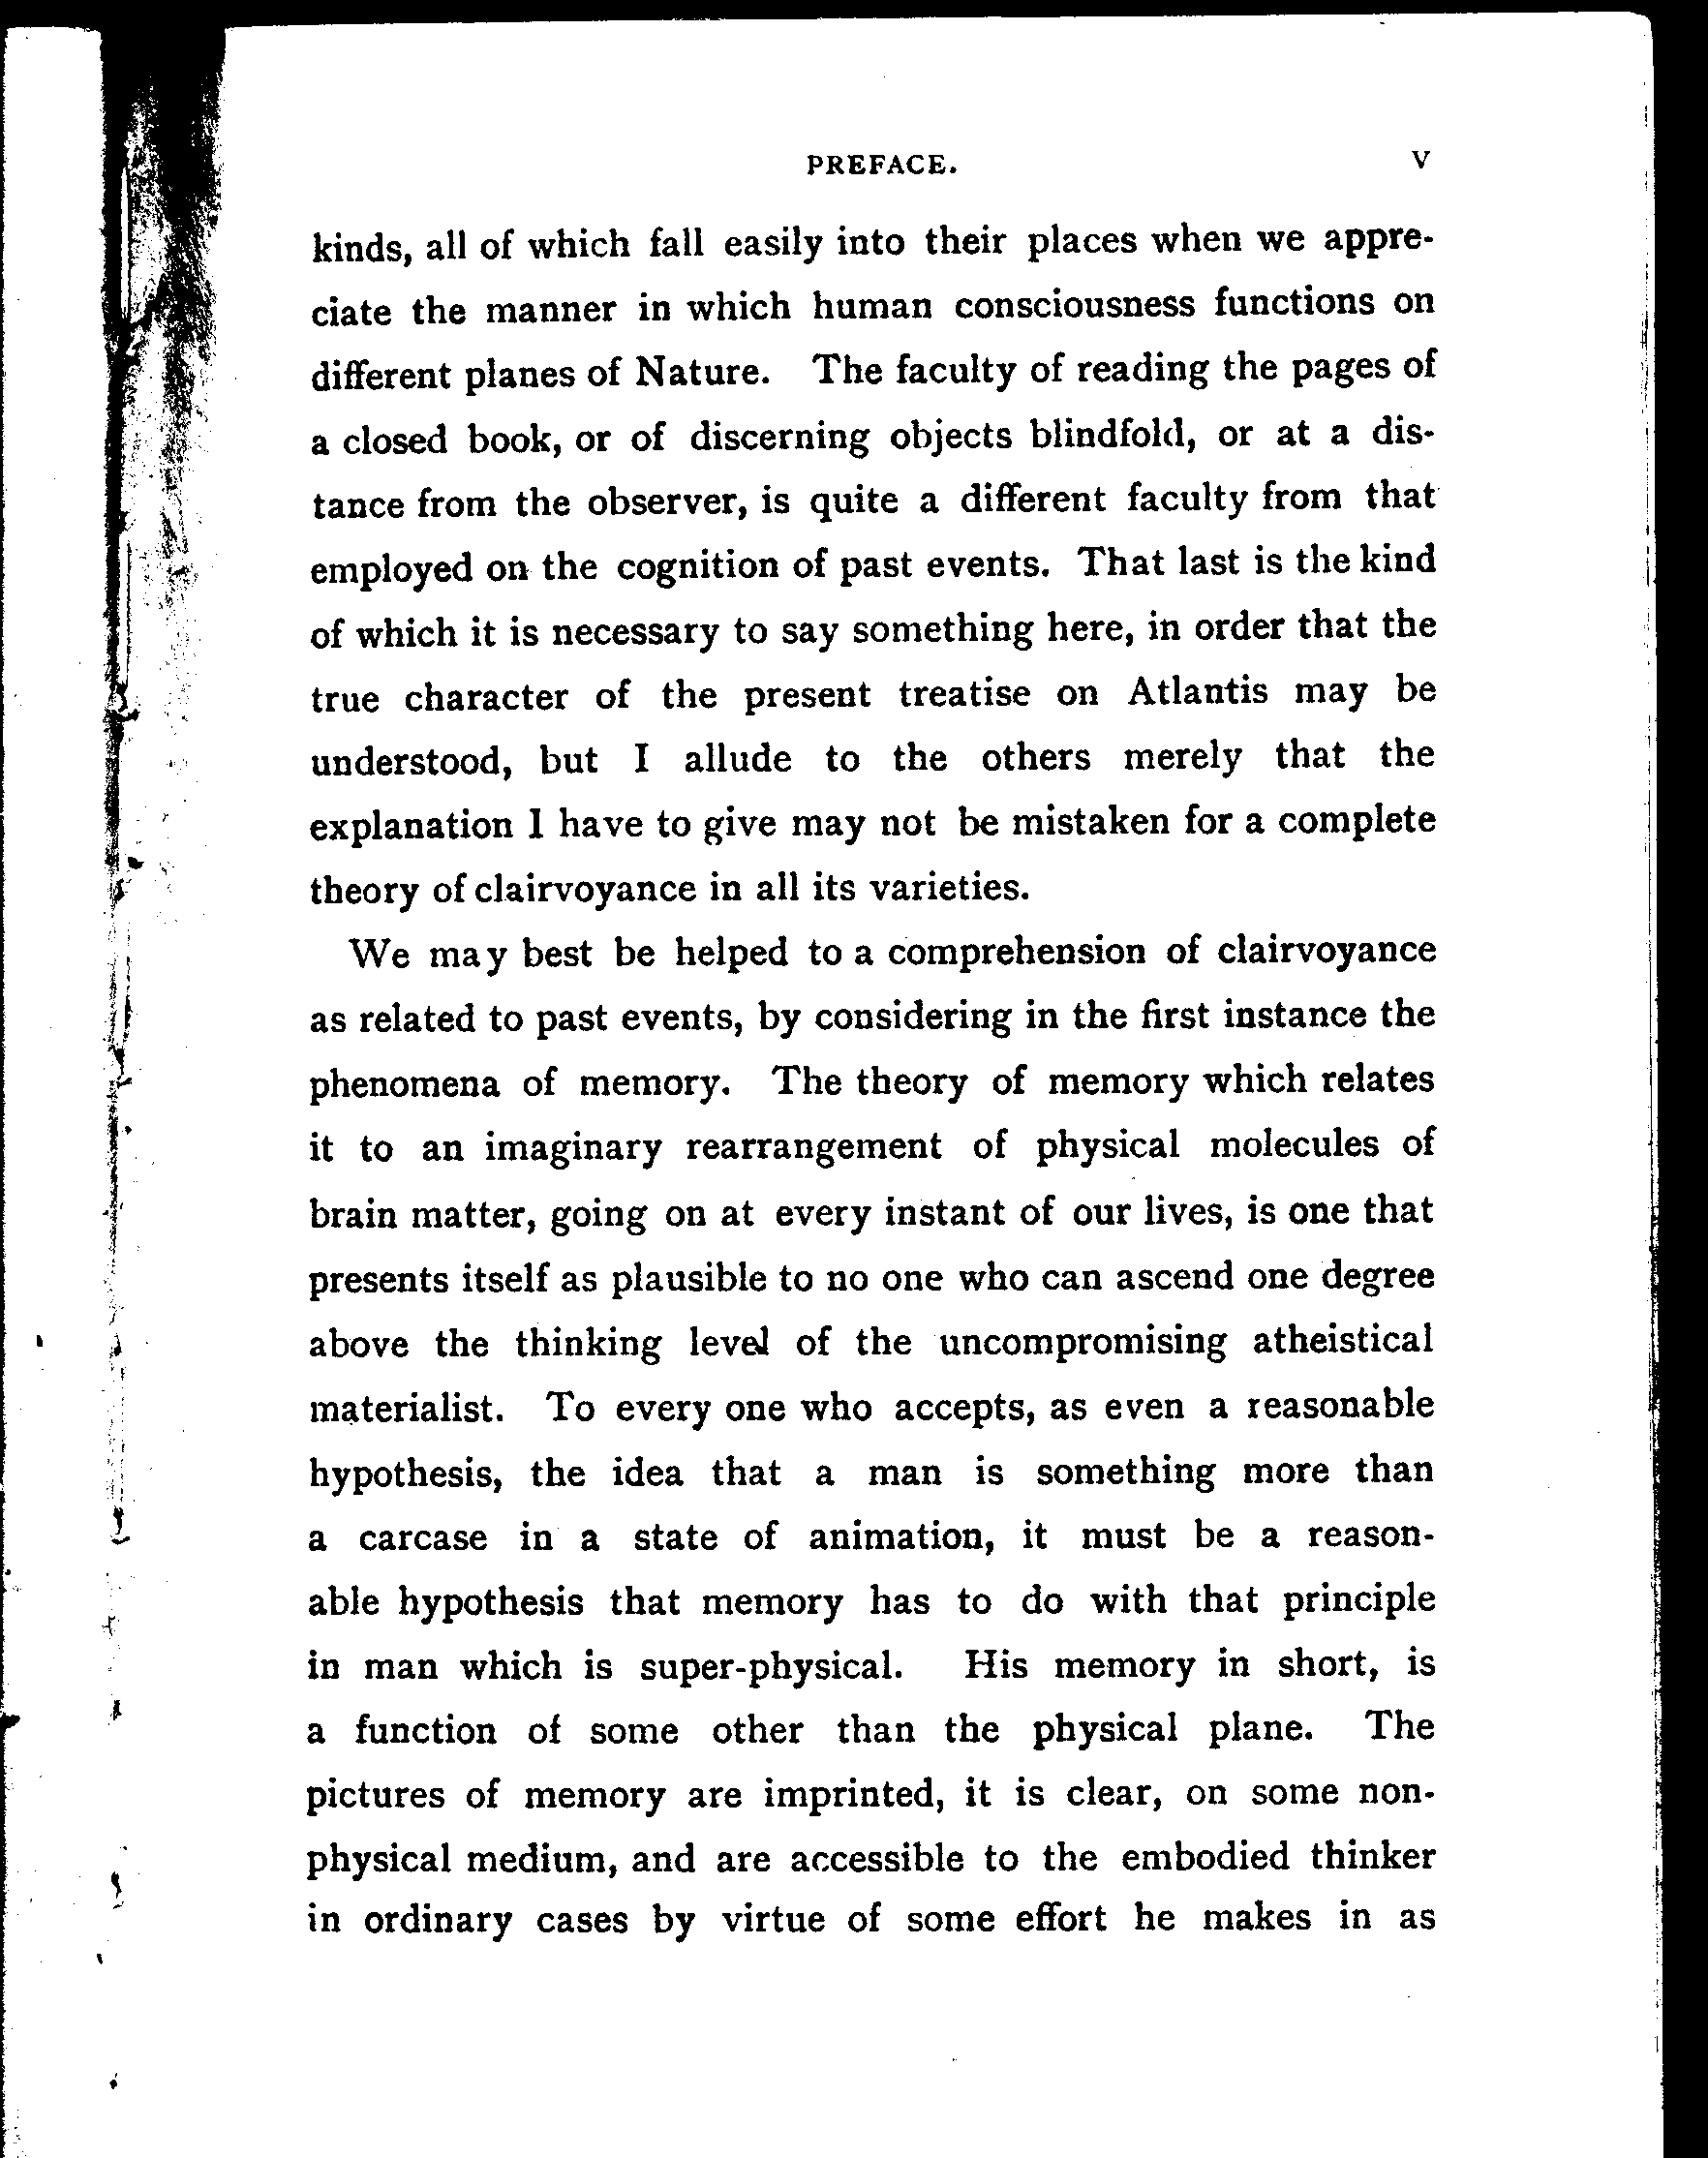 PREFACE. v
kinds, all of which fall easily into their places when we appre-
ciate the manner in which human consciousness functions on
different planes of Nature. The faculty of reading the pages of
a closed book, or of discerning objects blindfold, or at a dis-
tance from the observer, is quite a different faculty from that
employed on the cognition of past events. That last is the kind
of which it is necessary to say something here, in order that the
true character of the present treatise on Atlantis may be
understood, but I allude to the others merely that the
explanation I have to give may not be mistaken for a complete
theory of clairvoyance in all its varieties.
We may best be helped to a comprehension of clairvoyance
as related to past events, by considering in the first instance the
phenomena of memory. The theory of memory which relates
it to an imaginary rearrangement of physical molecules of
brain matter, going on at every instant of our lives, is one that
presents itself as plausible to no one who can ascend one degree
above the thinking level of the uncompromising atheistical
materialist. To every one who accepts, as even a reasonable
hypothesis, the idea that a man is something more than
a carcase in a state of animation, it must be a reason-
able hypothesis that memory has to do with that principle
in man which is super-physical. His memory in short, is
a function of some other than the physical plane. The
pictures of memory are imprinted, it is clear, on some non-
physical medium, and are accessible to the embodied thinker
in ordinary cases by virtue of some effort he makes in as